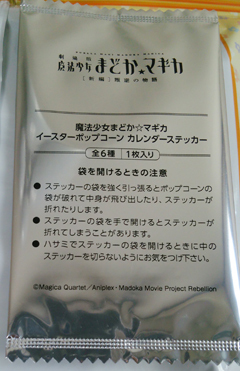 劇場版
魔法少女まどか☆マギカ
[新編]叛逆の物語
魔法少女まどか☆マギカ
イースターポップコーン カレンダーステッカー
全6種 1枚入り
袋を開けるときの注意
● ステッカーの袋を強く引っ張るとポップコーンの
袋が破れて中身が飛び出したり、ステッカーが
折れたりします。
● ステッカーの袋を手で開けるとステッカーが
折れてしまうことがあります。
● ハサミでステッカーの袋を開けるときに中の
ステッカーを切らないようにお気をつけ下さい。
©Magica Quartet／Aniplex・Madoka Movie Project Rebellion